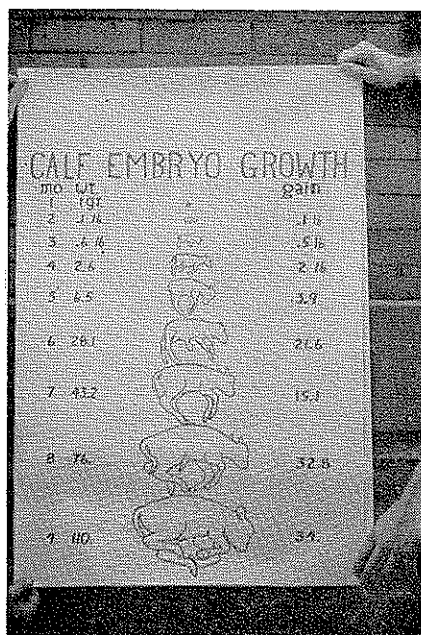 CALF EMBRYO GROWTH
mo wt gain
1 1gr
2 .1 lb .1 lb
3 .6 lb .5 lb
4 2.6 2 lb
5 6.5 3.9
6 28.1 21.6
7 43.2 15.1
8 76. 32.8
9 110 34